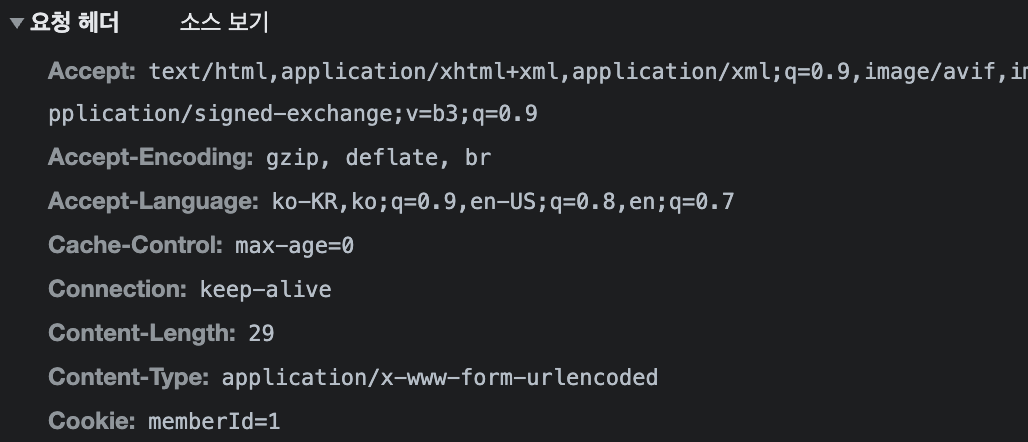 ▼ 요청 헤더 소스 보기
Accept: text/html,application/xhtml+xml,application/xml;q=0.9,image/avif,
pplication/signed-exchange;v=b3;q=0.9
Accept-Encoding: gzip, deflate, br
Accept-Language: ko-KR,ko;q=0.9,en-US;q=0.8,en;q=0.7
Cache-Control: max-age=0
Connection: keep-alive
Content-Length: 29
Content-Type: application/x-www-form-urlencoded
Cookie: memberId=1